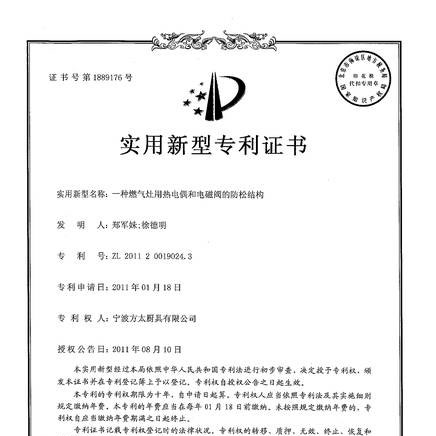 证书号第1889176号
印花税
代扣专用章
国家知识产权局
实用新型专利证书
实用新型名称：一种燃气灶用热电偶和电磁阀的防松结构
发 明 人：郑军妹;徐德明
专 利 号：ZL 2011 2 0019024.3
专利申请日：2011年01月18日
专 利 权 人：宁波方太厨具有限公司
授权公告日：2011年08月10日
本实用新型经过本局依照中华人民共和国专利法进行初步审查，决定授予专利权，颁
发本证书并在专利登记簿上予以登记。专利权自授权公告之日起生效。
本专利的专利权期限为十年，自申请日起算。专利权人应当依照专利法及其实施细则
规定缴纳年费。本专利的年费应当在每年01月18日前缴纳。未按照规定缴纳年费的，专
利权自应当缴纳年费期满之日起终止。
专利证书记载专利权登记时的法律状况。专利权的转移、质押、无效、终止、恢复和